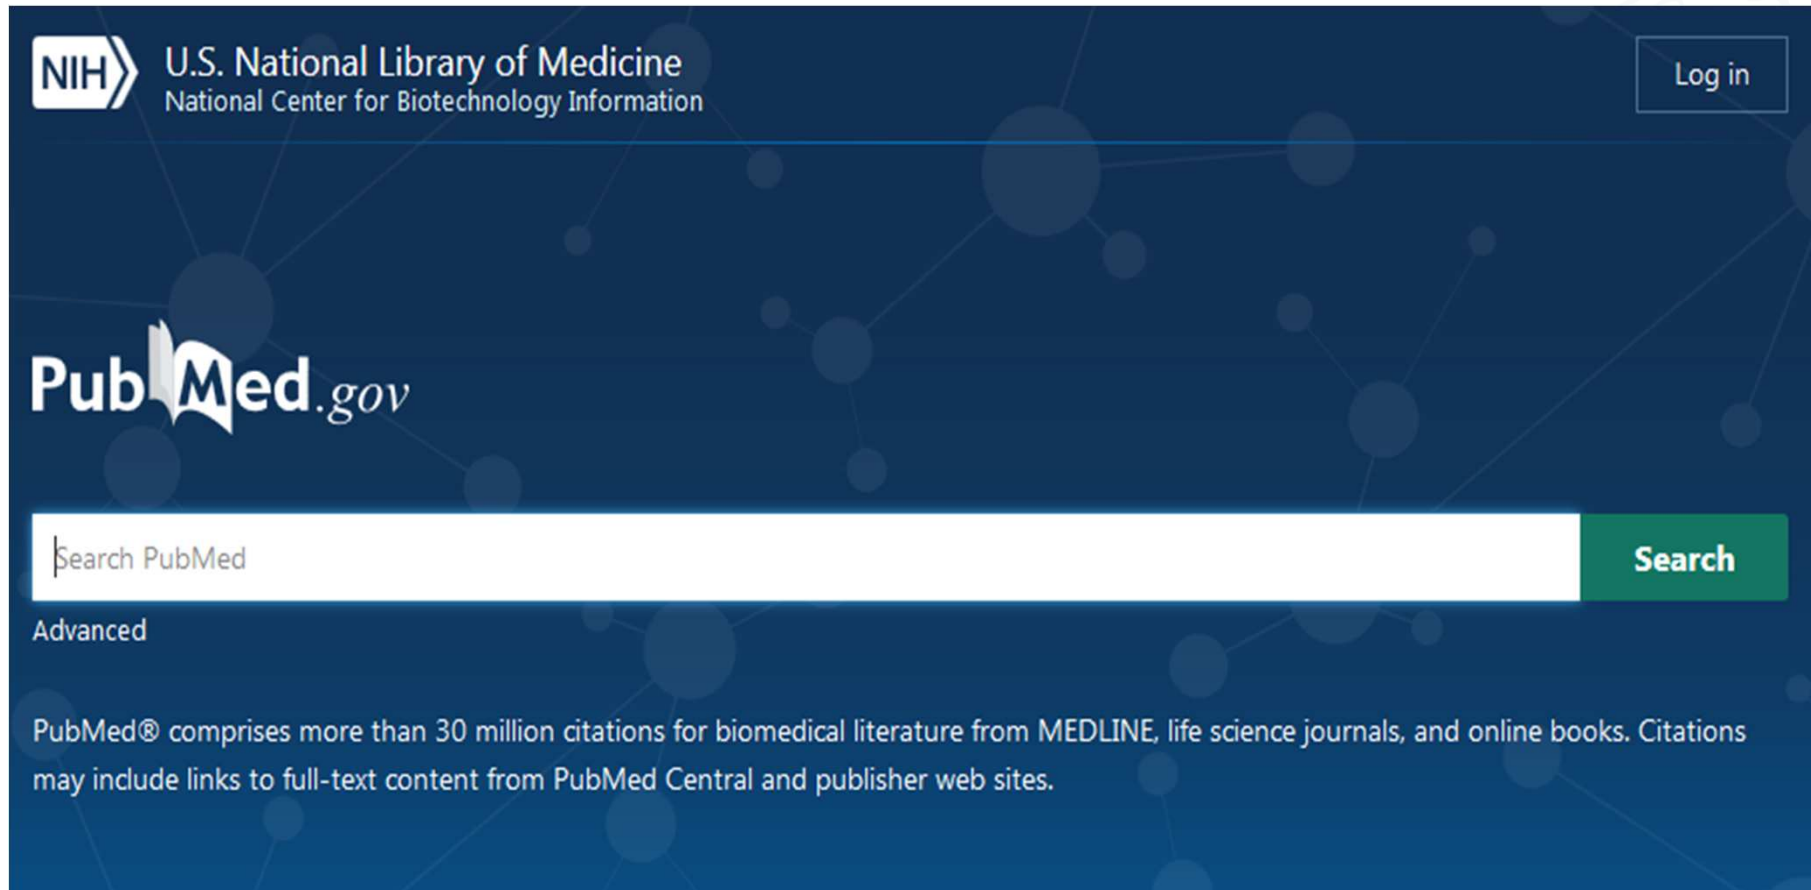 NIH
U.S. National Library of Medicine
National Center for Biotechnology Information
Log in
PubMed.gov
Search PubMed
Search
Advanced
PubMed® comprises more than 30 million citations for biomedical literature from MEDLINE, life science journals, and online books. Citations
may include links to full-text content from PubMed Central and publisher web sites.